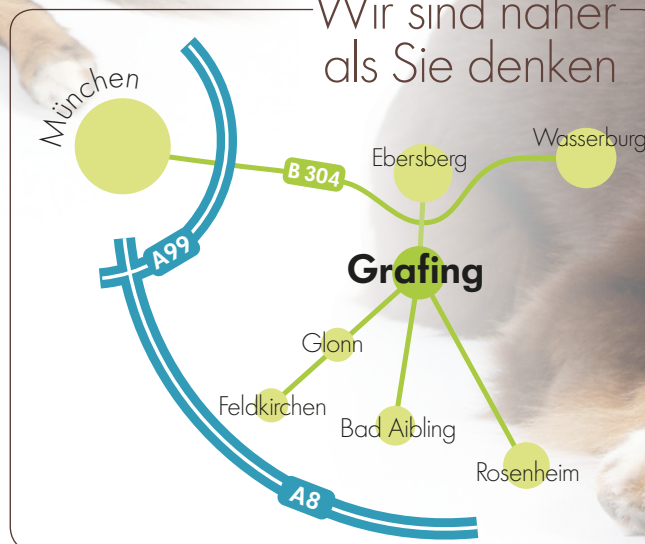 Wir sind näher
als Sie denken
München
Wasserburg
Ebersberg
B 304
A99
Grafing
Glonn
Feldkirchen
Bad Aibling
Rosenheim
A8